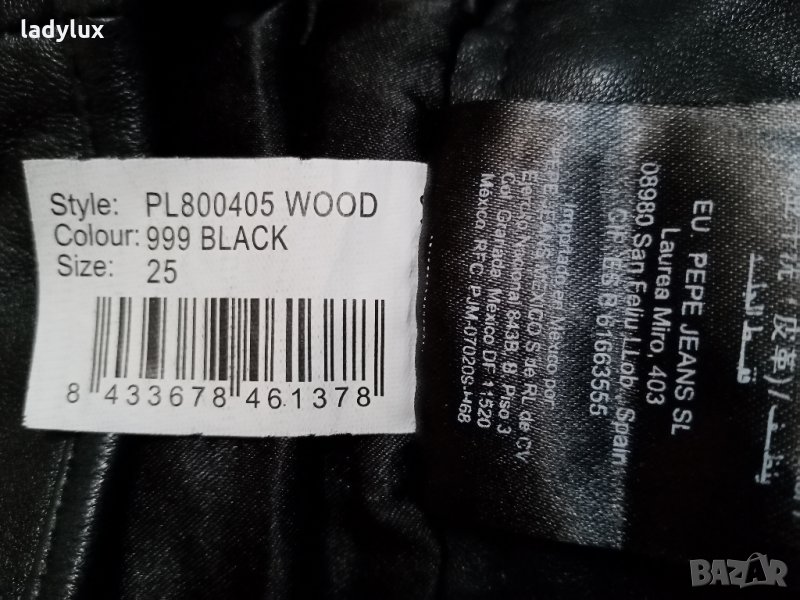 ladylux
Style: PL800405 WOOD
Colour: 999 BLACK
Size: 25
8 433678 461378
EU: PEPE JEANS SL
Laurea Miro, 403
08980 San Feliu LLob. Spain
CIF: ES B 61663555
Importado en Mexico por:
PEPE JEANS MEXICO S de RL de CV
Ejercito Nacional 843B, 8 Piso 3
Col. Granada, Mexico DF 11520
Mexico RFC PJM-070205-H68
BAZAR